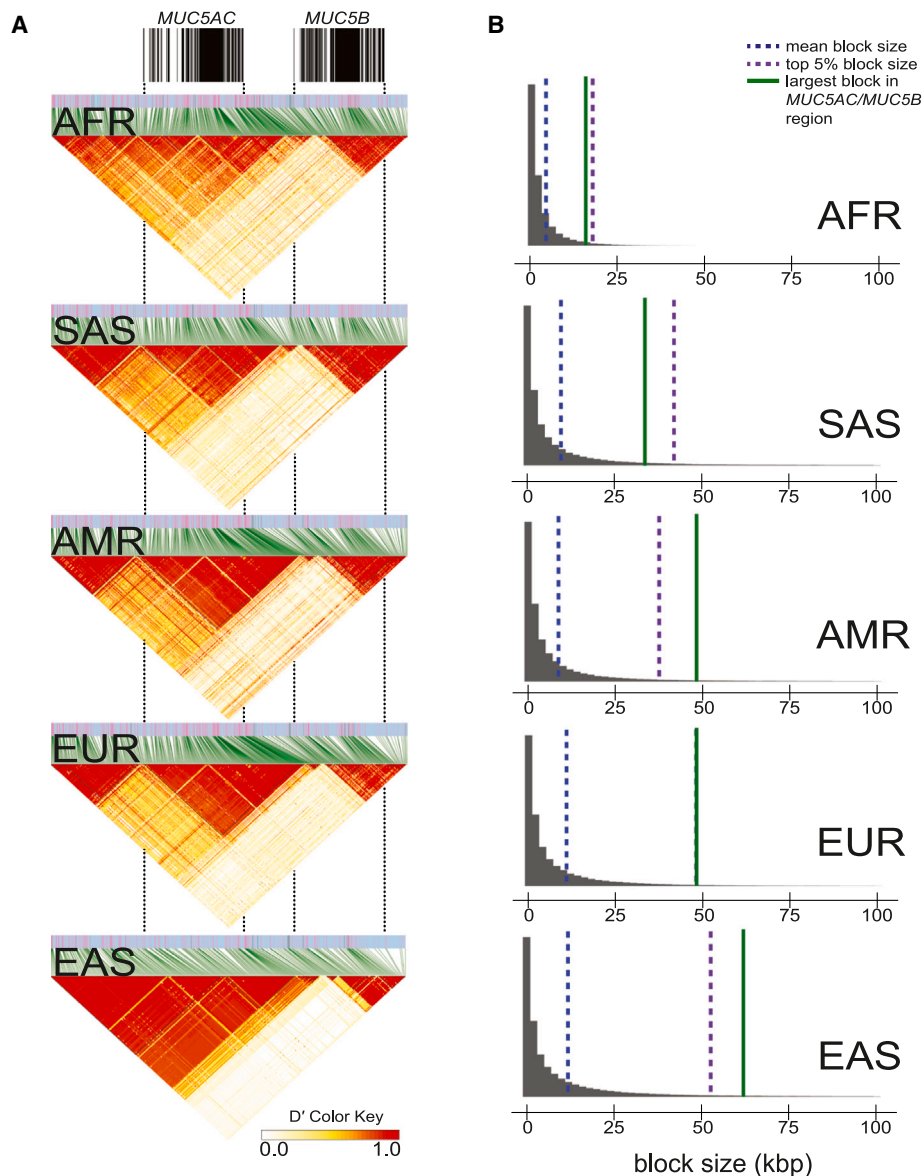 A
MUC5AC
MUC5B
AFR
SAS
AMR
EUR
EAS
D′ Color Key
0.0 1.0
B
mean block size
top 5% block size
largest block in
MUC5AC/MUC5B
region
AFR
0 25 50 75 100
SAS
0 25 50 75 100
AMR
0 25 50 75 100
EUR
0 25 50 75 100
EAS
0 25 50 75 100
block size (kbp)